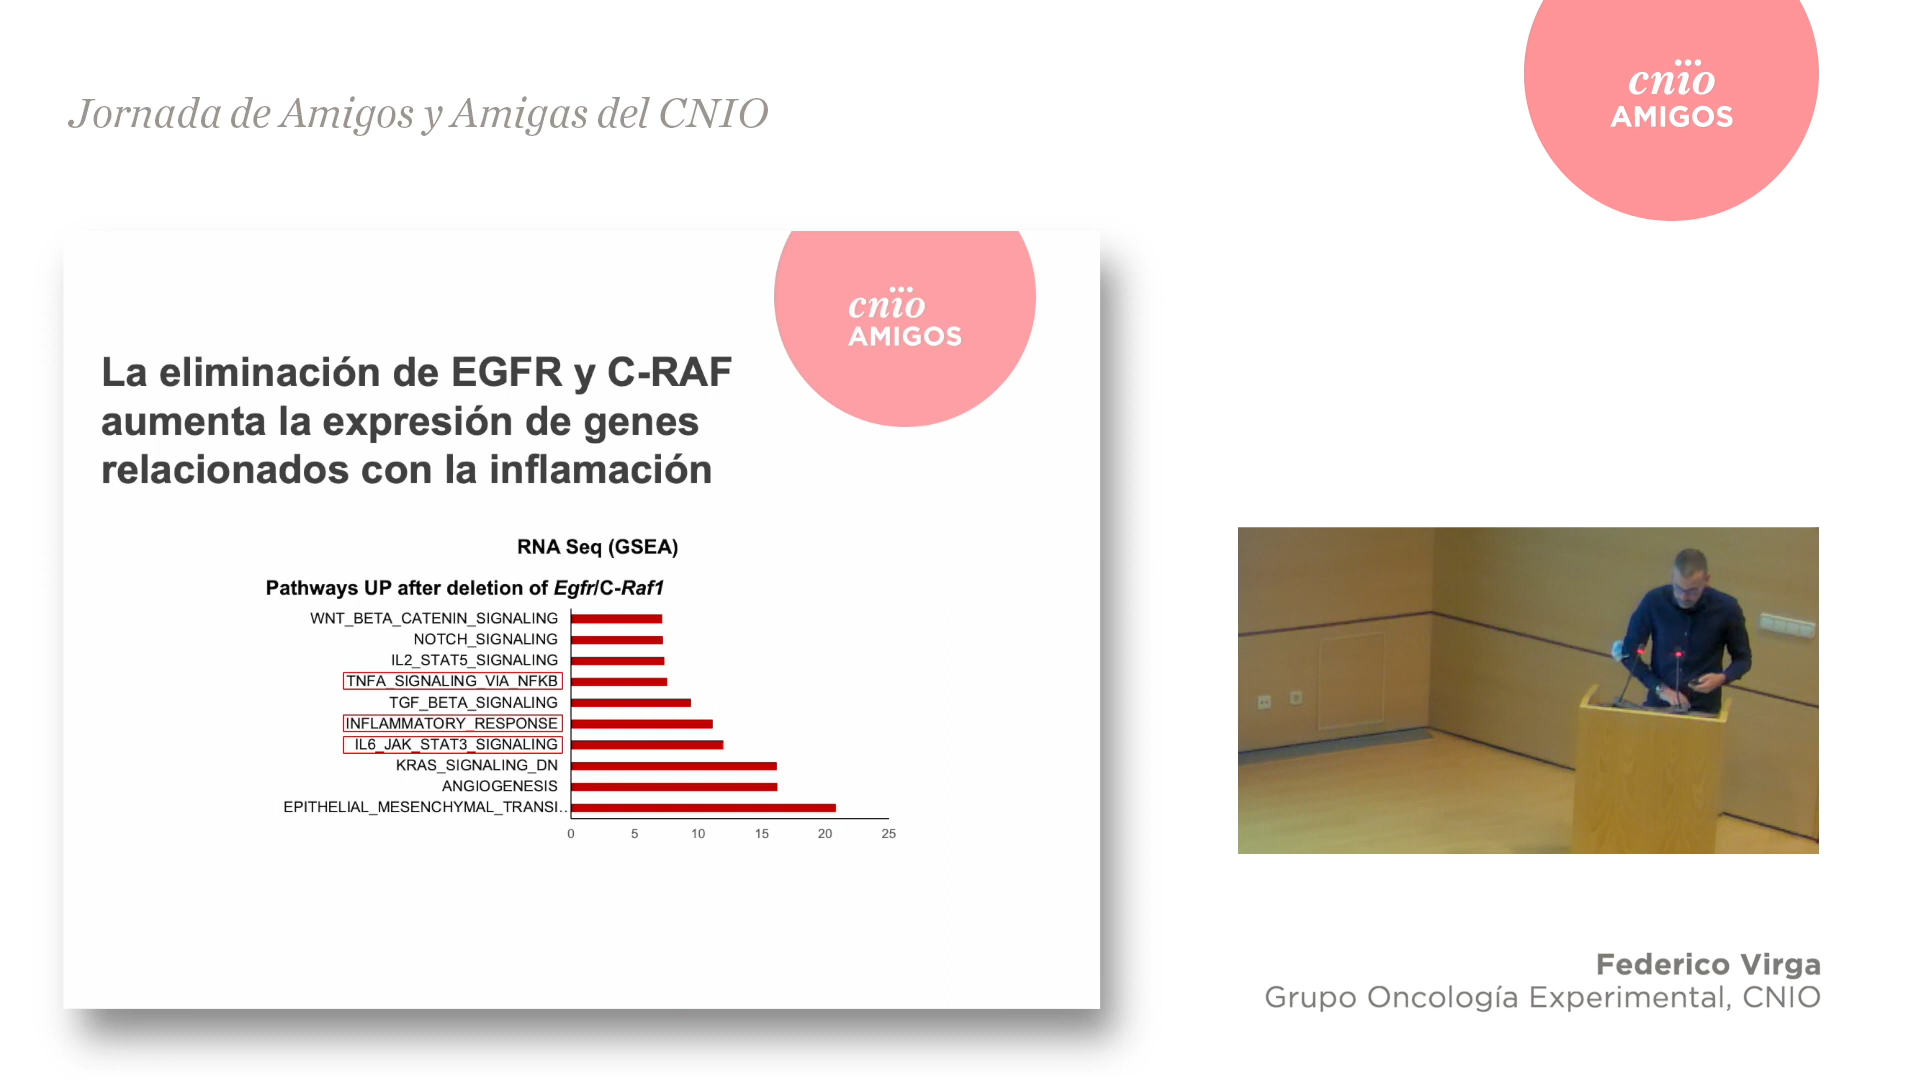 Jornada de Amigos y Amigas del CNIO
cnio
AMIGOS
cnio
AMIGOS
La eliminación de EGFR y C-RAF
aumenta la expresión de genes
relacionados con la inflamación
RNA Seq (GSEA)
Pathways UP after deletion of Egfr/C-Raf1
WNT_BETA_CATENIN_SIGNALING
NOTCH_SIGNALING
IL2_STAT5_SIGNALING
TNFA_SIGNALING_VIA_NFKB
TGF_BETA_SIGNALING
INFLAMMATORY_RESPONSE
IL6_JAK_STAT3_SIGNALING
KRAS_SIGNALING_DN
ANGIOGENESIS
EPITHELIAL_MESENCHYMAL_TRANSI..
0 5 10 15 20 25
Federico Virga
Grupo Oncología Experimental, CNIO